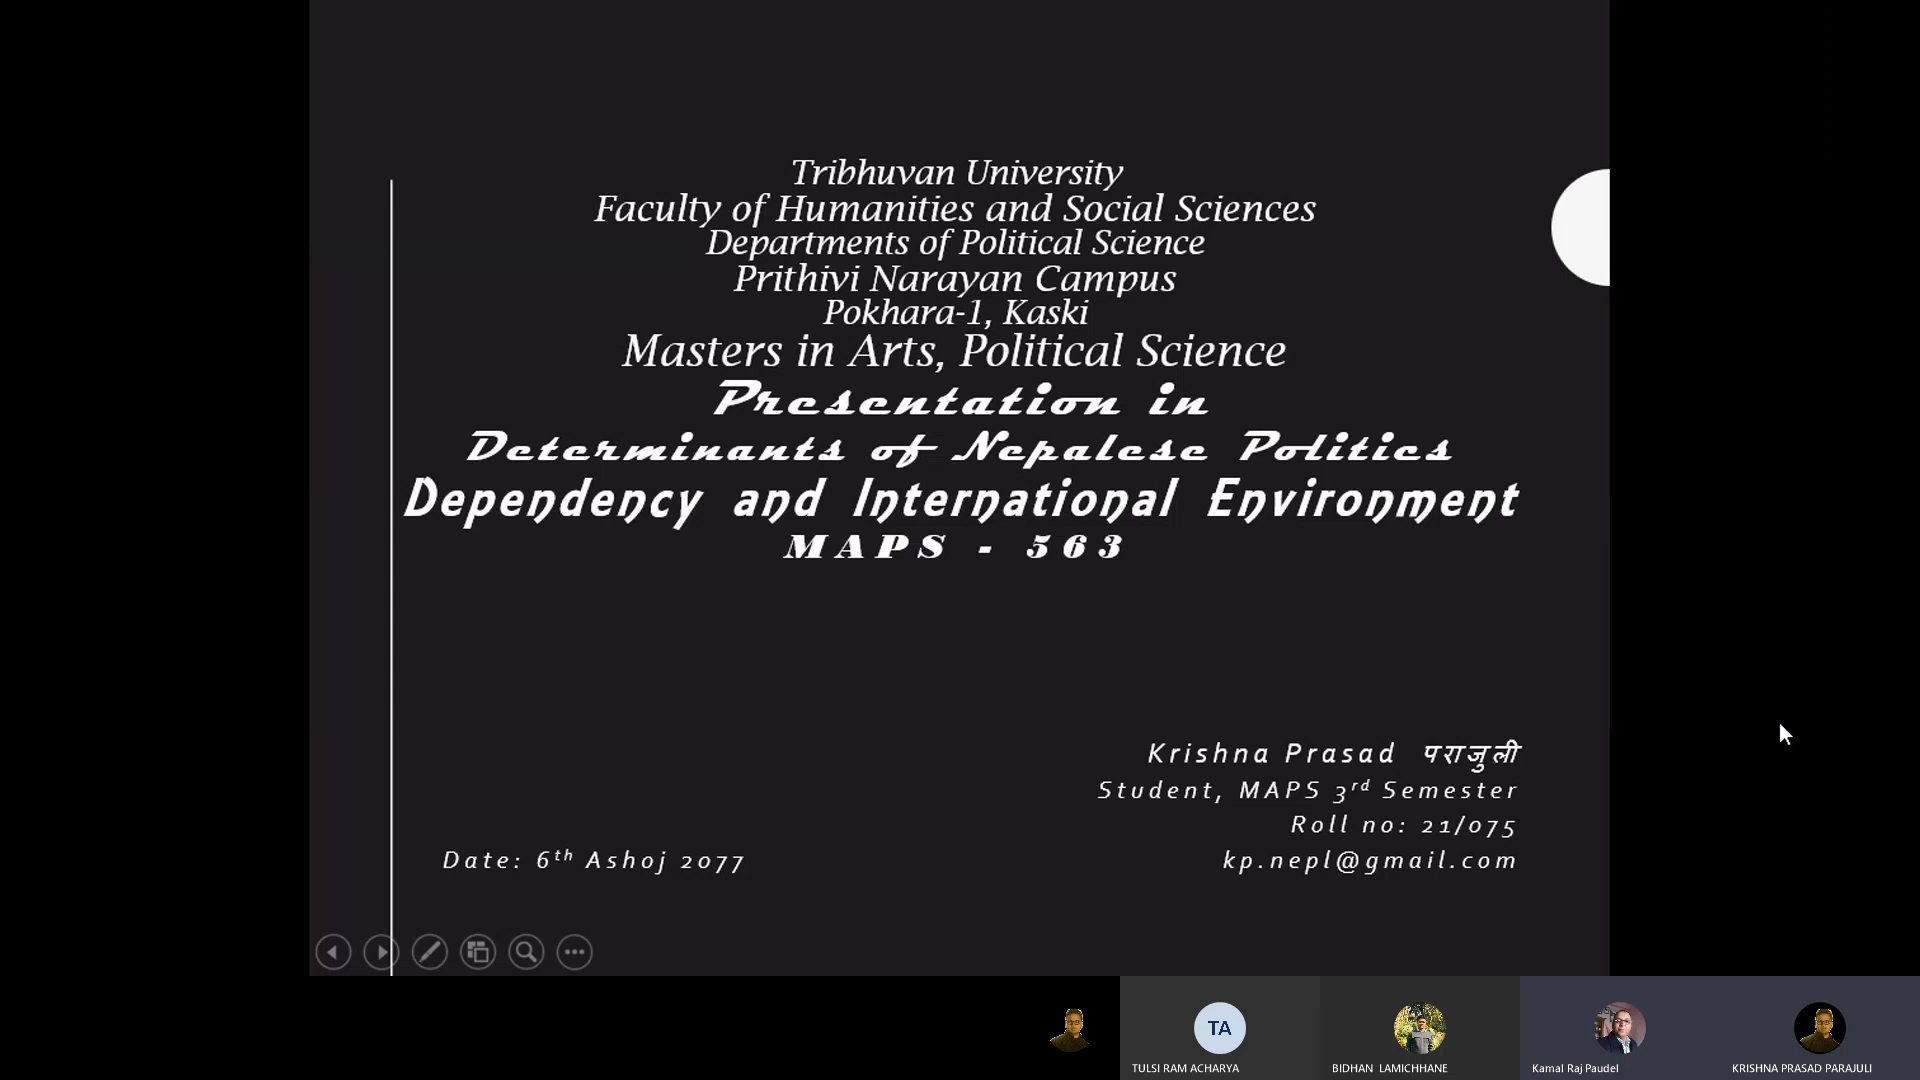 Tribhuvan University
Faculty of Humanities and Social Sciences
Departments of Political Science
Prithivi Narayan Campus
Pokhara-1, Kaski
Masters in Arts, Political Science
Presentation in
Determinants of Nepalese Politics
Dependency and International Environment
MAPS - 563
Krishna Prasad पराजुली
Student, MAPS 3rd Semester
Roll no: 21/075
Date: 6th Ashoj 2077
kp.nepl@gmail.com
TA
TULSI RAM ACHARYA
BIDHAN LAMICHHANE
Kamal Raj Paudel
KRISHNA PRASAD PARAJULI